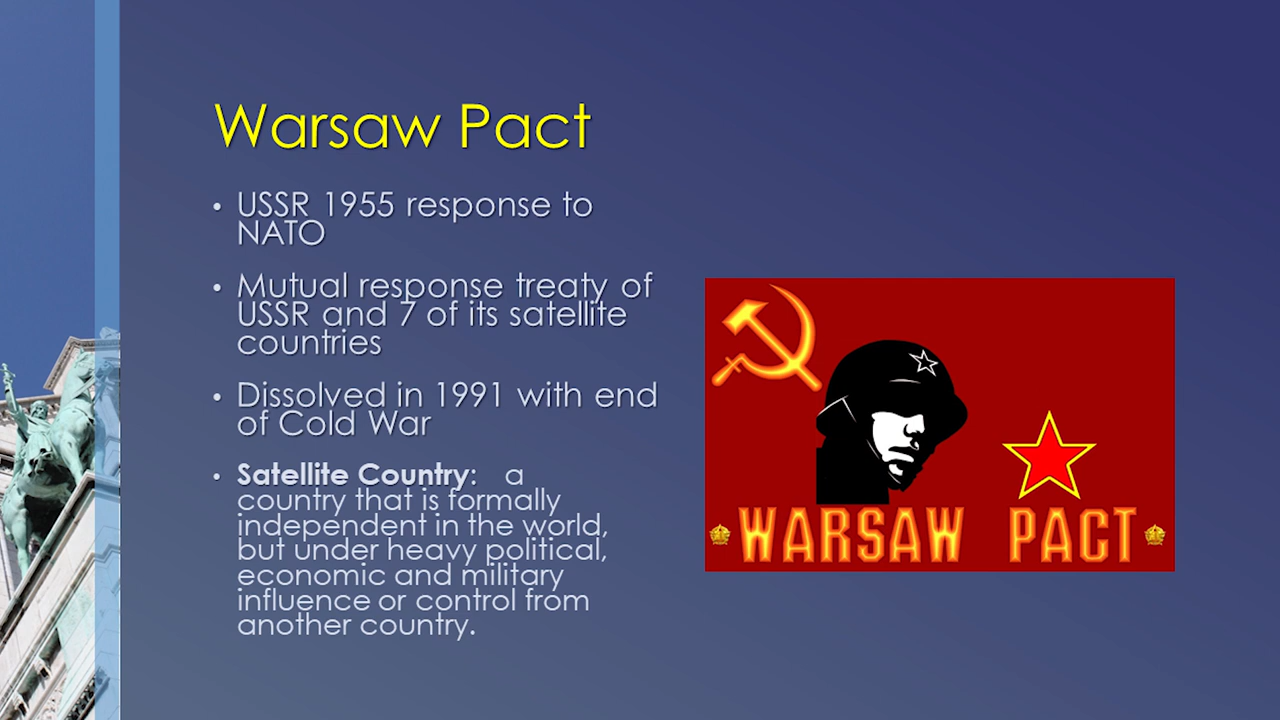 Warsaw Pact
• USSR 1955 response to
NATO
• Mutual response treaty of
USSR and 7 of its satellite
countries
• Dissolved in 1991 with end
of Cold War
• Satellite Country: a
country that is formally
independent in the world,
but under heavy political,
economic and military
influence or control from
another country.
WARSAW PACT